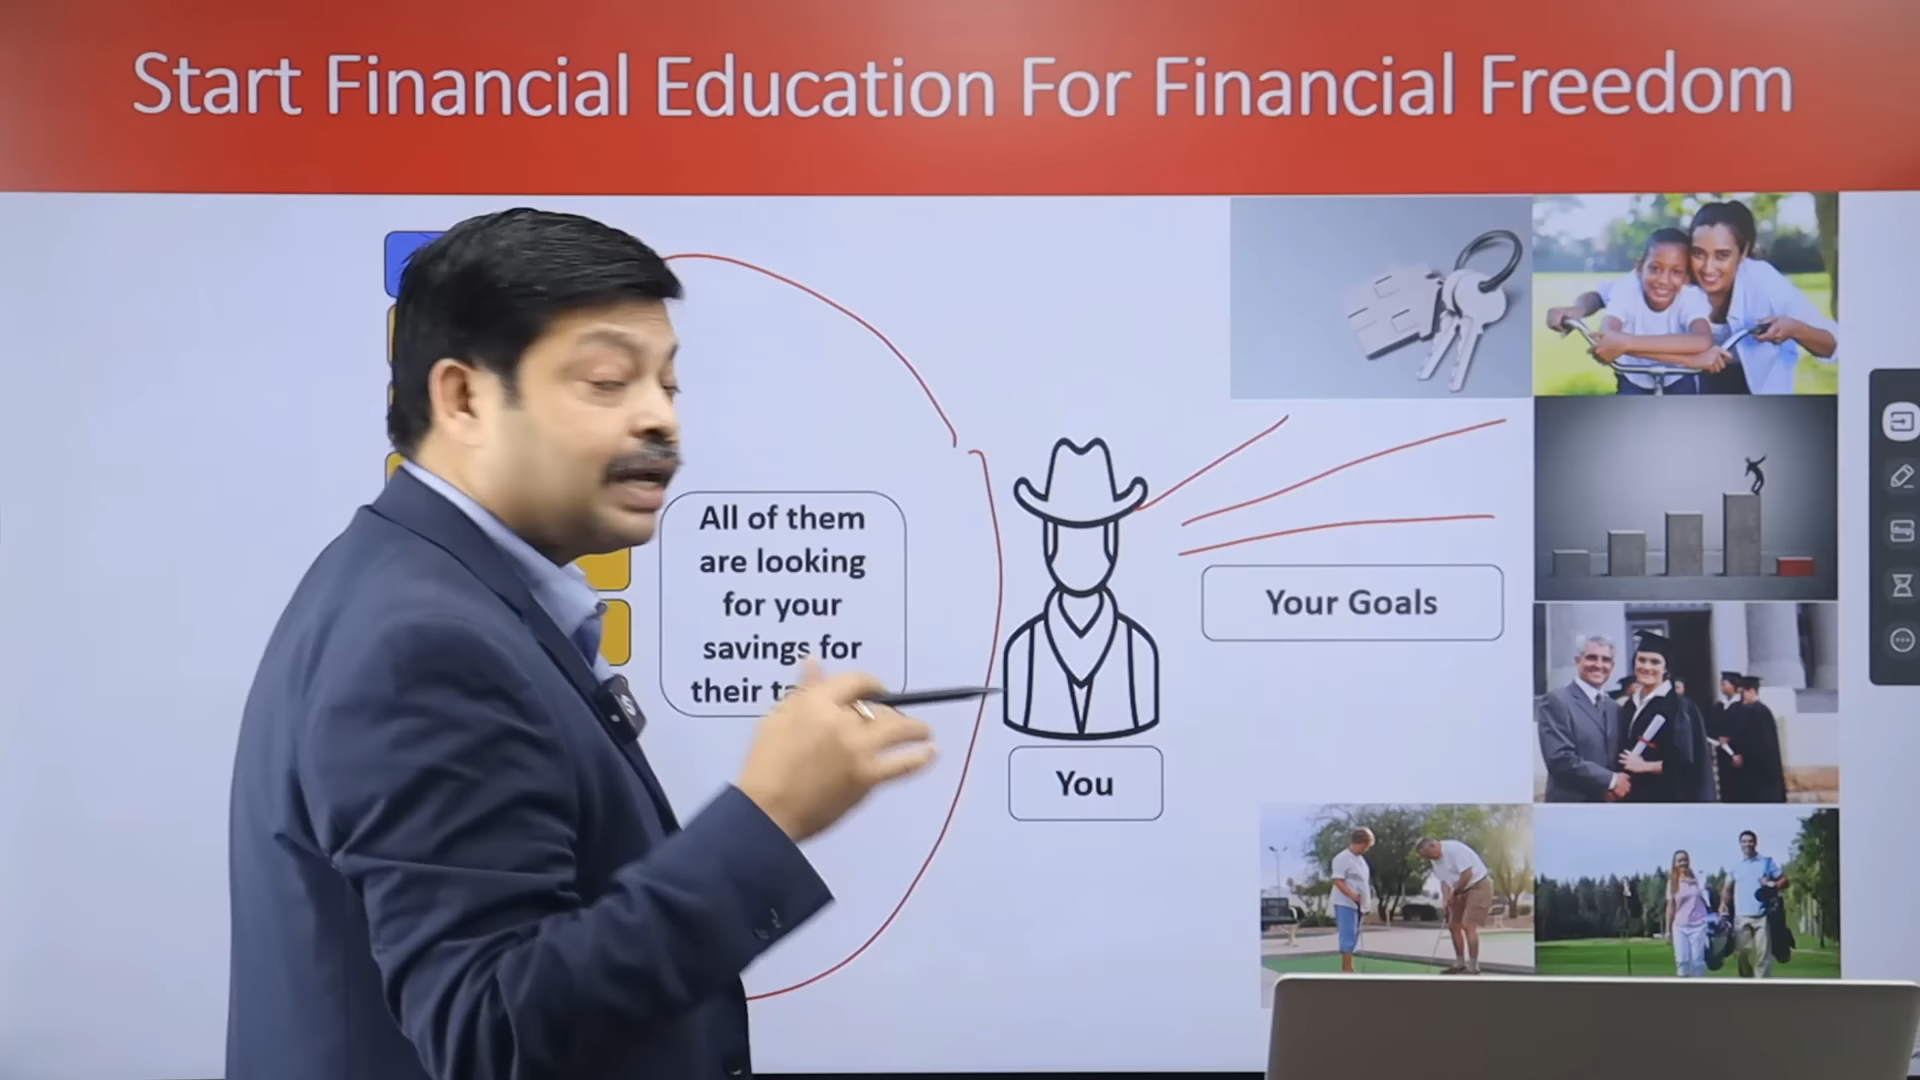 Start Financial Education For Financial Freedom
All of them
are looking
for your
savings for
their
Your Goals
You